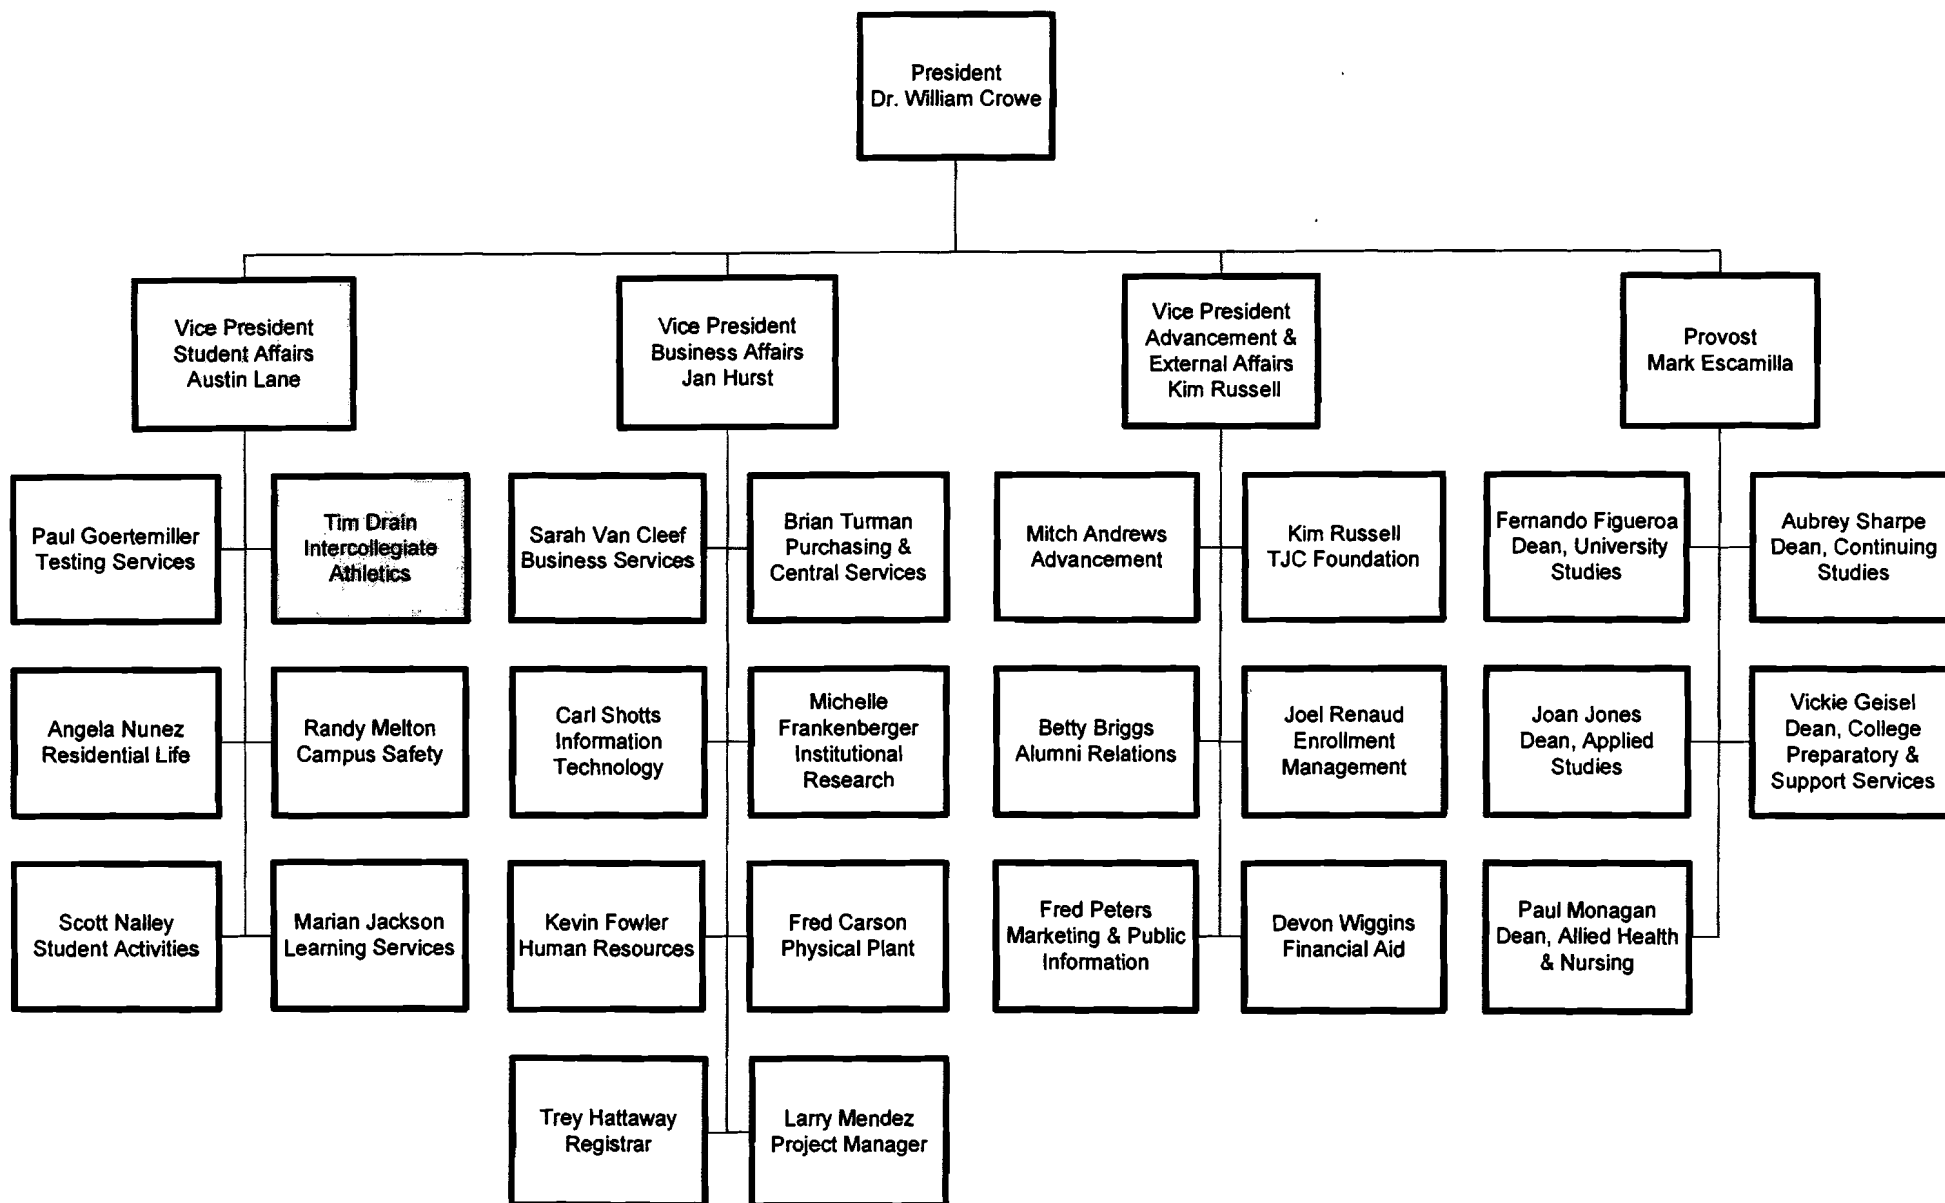 President
Dr. William Crowe
Vice President
Student Affairs
Austin Lane
Vice President
Business Affairs
Jan Hurst
Vice President
Advancement &
External Affairs
Kim Russell
Provost
Mark Escamilla
Paul Goertemiller
Testing Services
Tim Drain
Intercollegiate
Athletics
Sarah Van Cleef
Business Services
Brian Turman
Purchasing &
Central Services
Mitch Andrews
Advancement
Kim Russell
TJC Foundation
Fernando Figueroa
Dean, University
Studies
Aubrey Sharpe
Dean, Continuing
Studies
Angela Nunez
Residential Life
Randy Melton
Campus Safety
Carl Shotts
Information
Technology
Michelle
Frankenberger
Institutional
Research
Betty Briggs
Alumni Relations
Joel Renaud
Enrollment
Management
Joan Jones
Dean, Applied
Studies
Vickie Geisel
Dean, College
Preparatory &
Support Services
Scott Nalley
Student Activities
Marian Jackson
Learning Services
Kevin Fowler
Human Resources
Fred Carson
Physical Plant
Fred Peters
Marketing & Public
Information
Devon Wiggins
Financial Aid
Paul Monagan
Dean, Allied Health
& Nursing
Trey Hattaway
Registrar
Larry Mendez
Project Manager